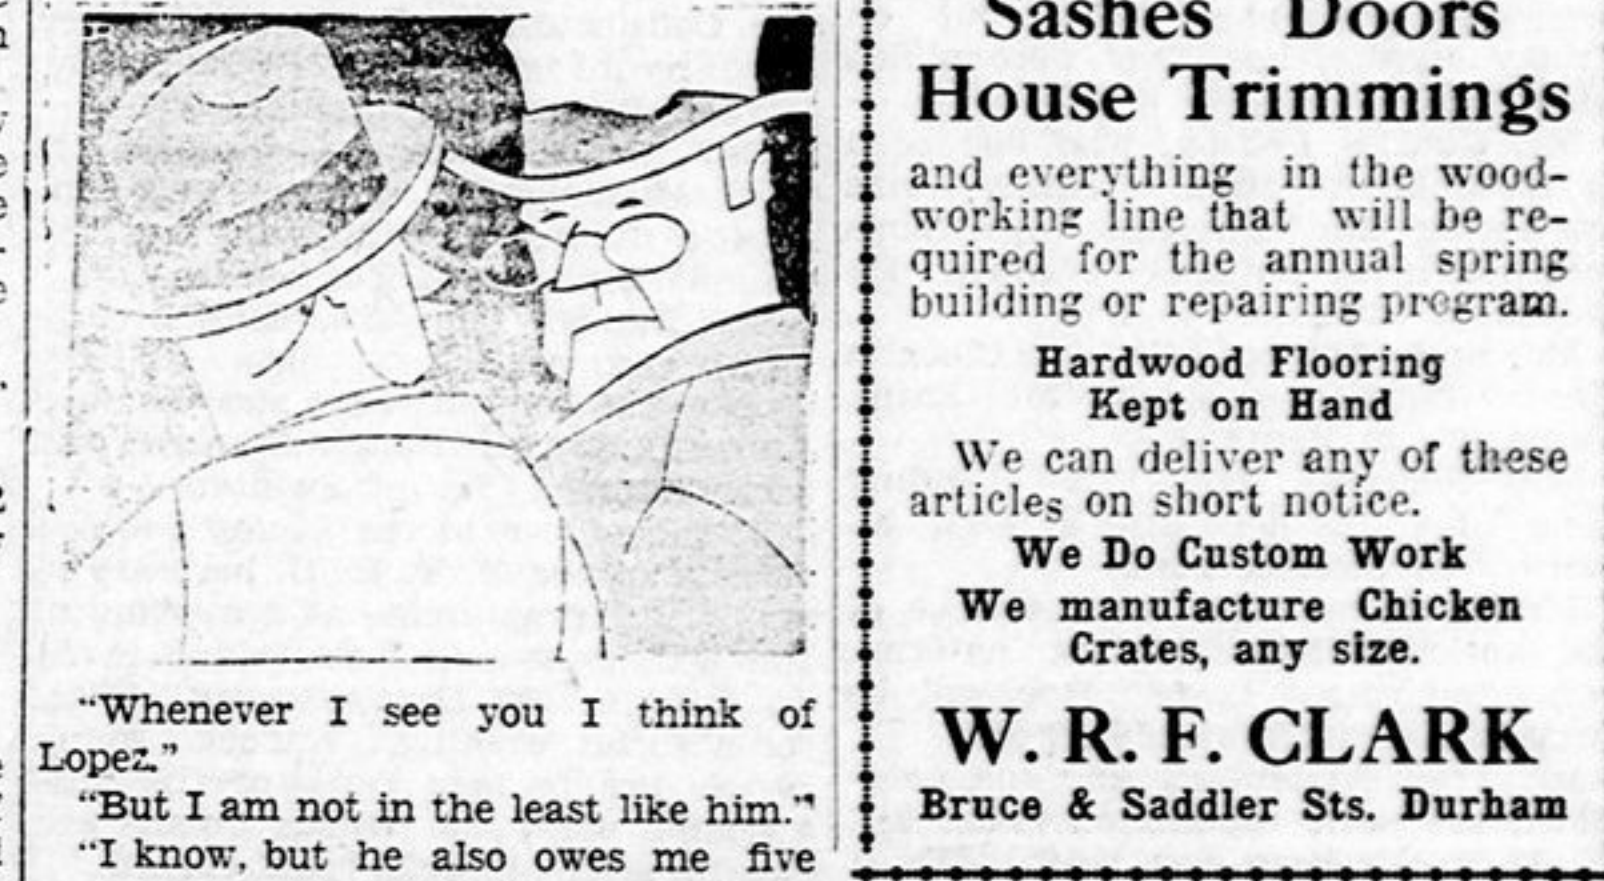 "Whenever I see you I think of
Lopez."
"But I am not in the least like him."
"I know, but he also owes me five
Sashes Doors
House Trimmings
and everything in the wood-
working line that will be re-
quired for the annual spring
building or repairing program.
Hardwood Flooring
Kept on Hand
We can deliver any of these
articles on short notice.
We Do Custom Work
We manufacture Chicken
Crates, any size.
W. R. F. CLARK
Bruce & Saddler Sts. Durham